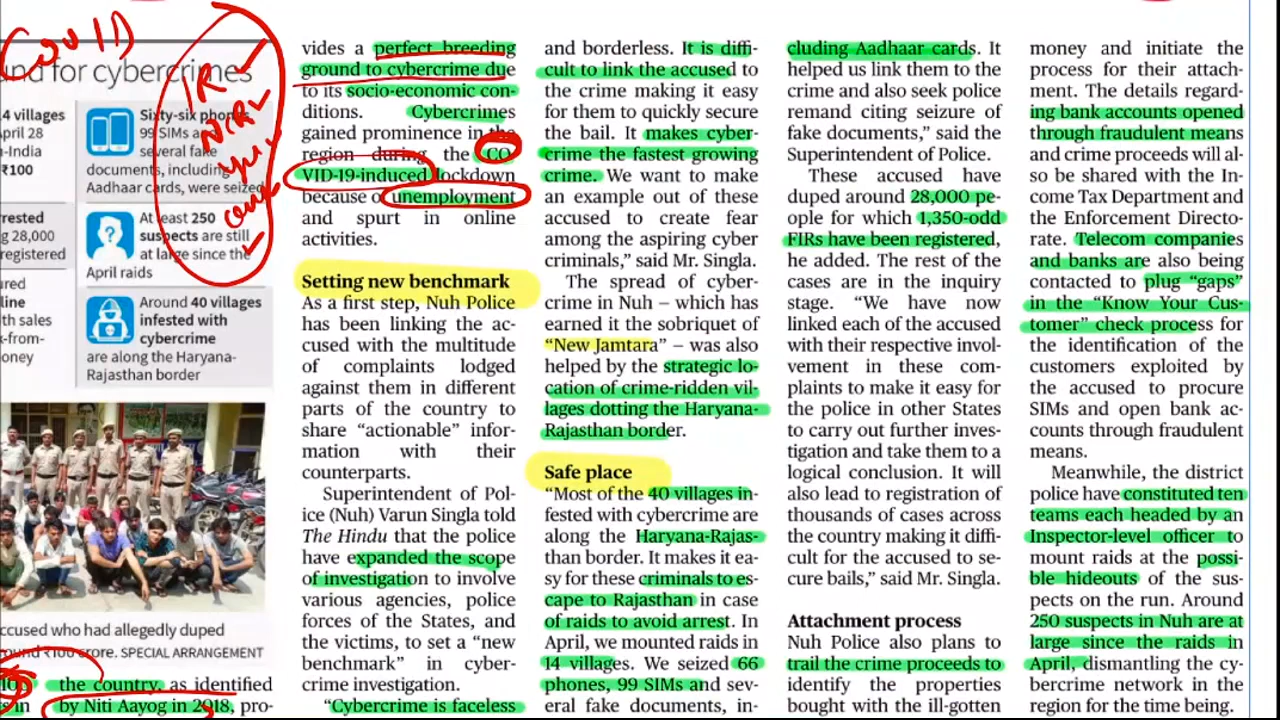 COVID
und for cybercrimes
.4 villages
pril 28
n-India
₹100
Sixty-six phones
99 SIMs a
several fake
documents, including
Aadhaar cards, were seized
rrested
g 28,000
registered
At least 250
suspects are still
at large since the
April raids
ured
line
th sales
k-from-
oney
Around 40 villages
infested with
cybercrime
are along the Haryana-
Rajasthan border
ccused who had allegedly duped
ound ₹100 crore. SPECIAL ARRANGEMENT
the country, as identified
s in by Niti Aayog in 2018, pro-
vides a perfect breeding
ground to cybercrime due
to its socio-economic con-
ditions. Cybercrimes
gained prominence in the
region during the CO
VID-19-induced lockdown
because o unemployment
and spurt in online
activities.
Setting new benchmark
As a first step, Nuh Police
has been linking the ac-
cused with the multitude
of complaints lodged
against them in different
parts of the country to
share “actionable” infor-
mation with their
counterparts.
Superintendent of Pol-
ice (Nuh) Varun Singla told
The Hindu that the police
have expanded the scope
of investigation to involve
various agencies, police
forces of the States, and
the victims, to set a “new
benchmark” in cyber-
crime investigation.
“Cybercrime is faceless
and borderless. It is diffi-
cult to link the accused to
the crime making it easy
for them to quickly secure
the bail. It makes cyber-
crime the fastest growing
crime. We want to make
an example out of these
accused to create fear
among the aspiring cyber
criminals,” said Mr. Singla.
The spread of cyber-
crime in Nuh – which has
earned it the sobriquet of
“New Jamtara” – was also
helped by the strategic lo-
cation of crime-ridden vil-
lages dotting the Haryana-
Rajasthan border.
Safe place
“Most of the 40 villages in-
fested with cybercrime are
along the Haryana-Rajas-
than border. It makes it ea-
sy for these criminals to es-
cape to Rajasthan in case
of raids to avoid arrest. In
April, we mounted raids in
14 villages. We seized 66
phones, 99 SIMs and sev-
eral fake documents, in-
cluding Aadhaar cards. It
helped us link them to the
crime and also seek police
remand citing seizure of
fake documents,” said the
Superintendent of Police.
These accused have
duped around 28,000 pe-
ople for which 1,350-odd
FIRs have been registered,
he added. The rest of the
cases are in the inquiry
stage. “We have now
linked each of the accused
with their respective invol-
vement in these com-
plaints to make it easy for
the police in other States
to carry out further inves-
tigation and take them to a
logical conclusion. It will
also lead to registration of
thousands of cases across
the country making it diffi-
cult for the accused to se-
cure bails,” said Mr. Singla.
Attachment process
Nuh Police also plans to
trail the crime proceeds to
identify the properties
bought with the ill-gotten
money and initiate the
process for their attach-
ment. The details regard-
ing bank accounts opened
through fraudulent means
and crime proceeds will al-
so be shared with the In-
come Tax Department and
the Enforcement Directo-
rate. Telecom companies
and banks are also being
contacted to plug “gaps”
in the “Know Your Cus-
tomer” check process for
the identification of the
customers exploited by
the accused to procure
SIMs and open bank ac-
counts through fraudulent
means.
Meanwhile, the district
police have constituted ten
teams each headed by an
Inspector-level officer to
mount raids at the possi-
ble hideouts of the sus-
pects on the run. Around
250 suspects in Nuh are at
large since the raids in
April, dismantling the cy-
bercrime network in the
region for the time being.